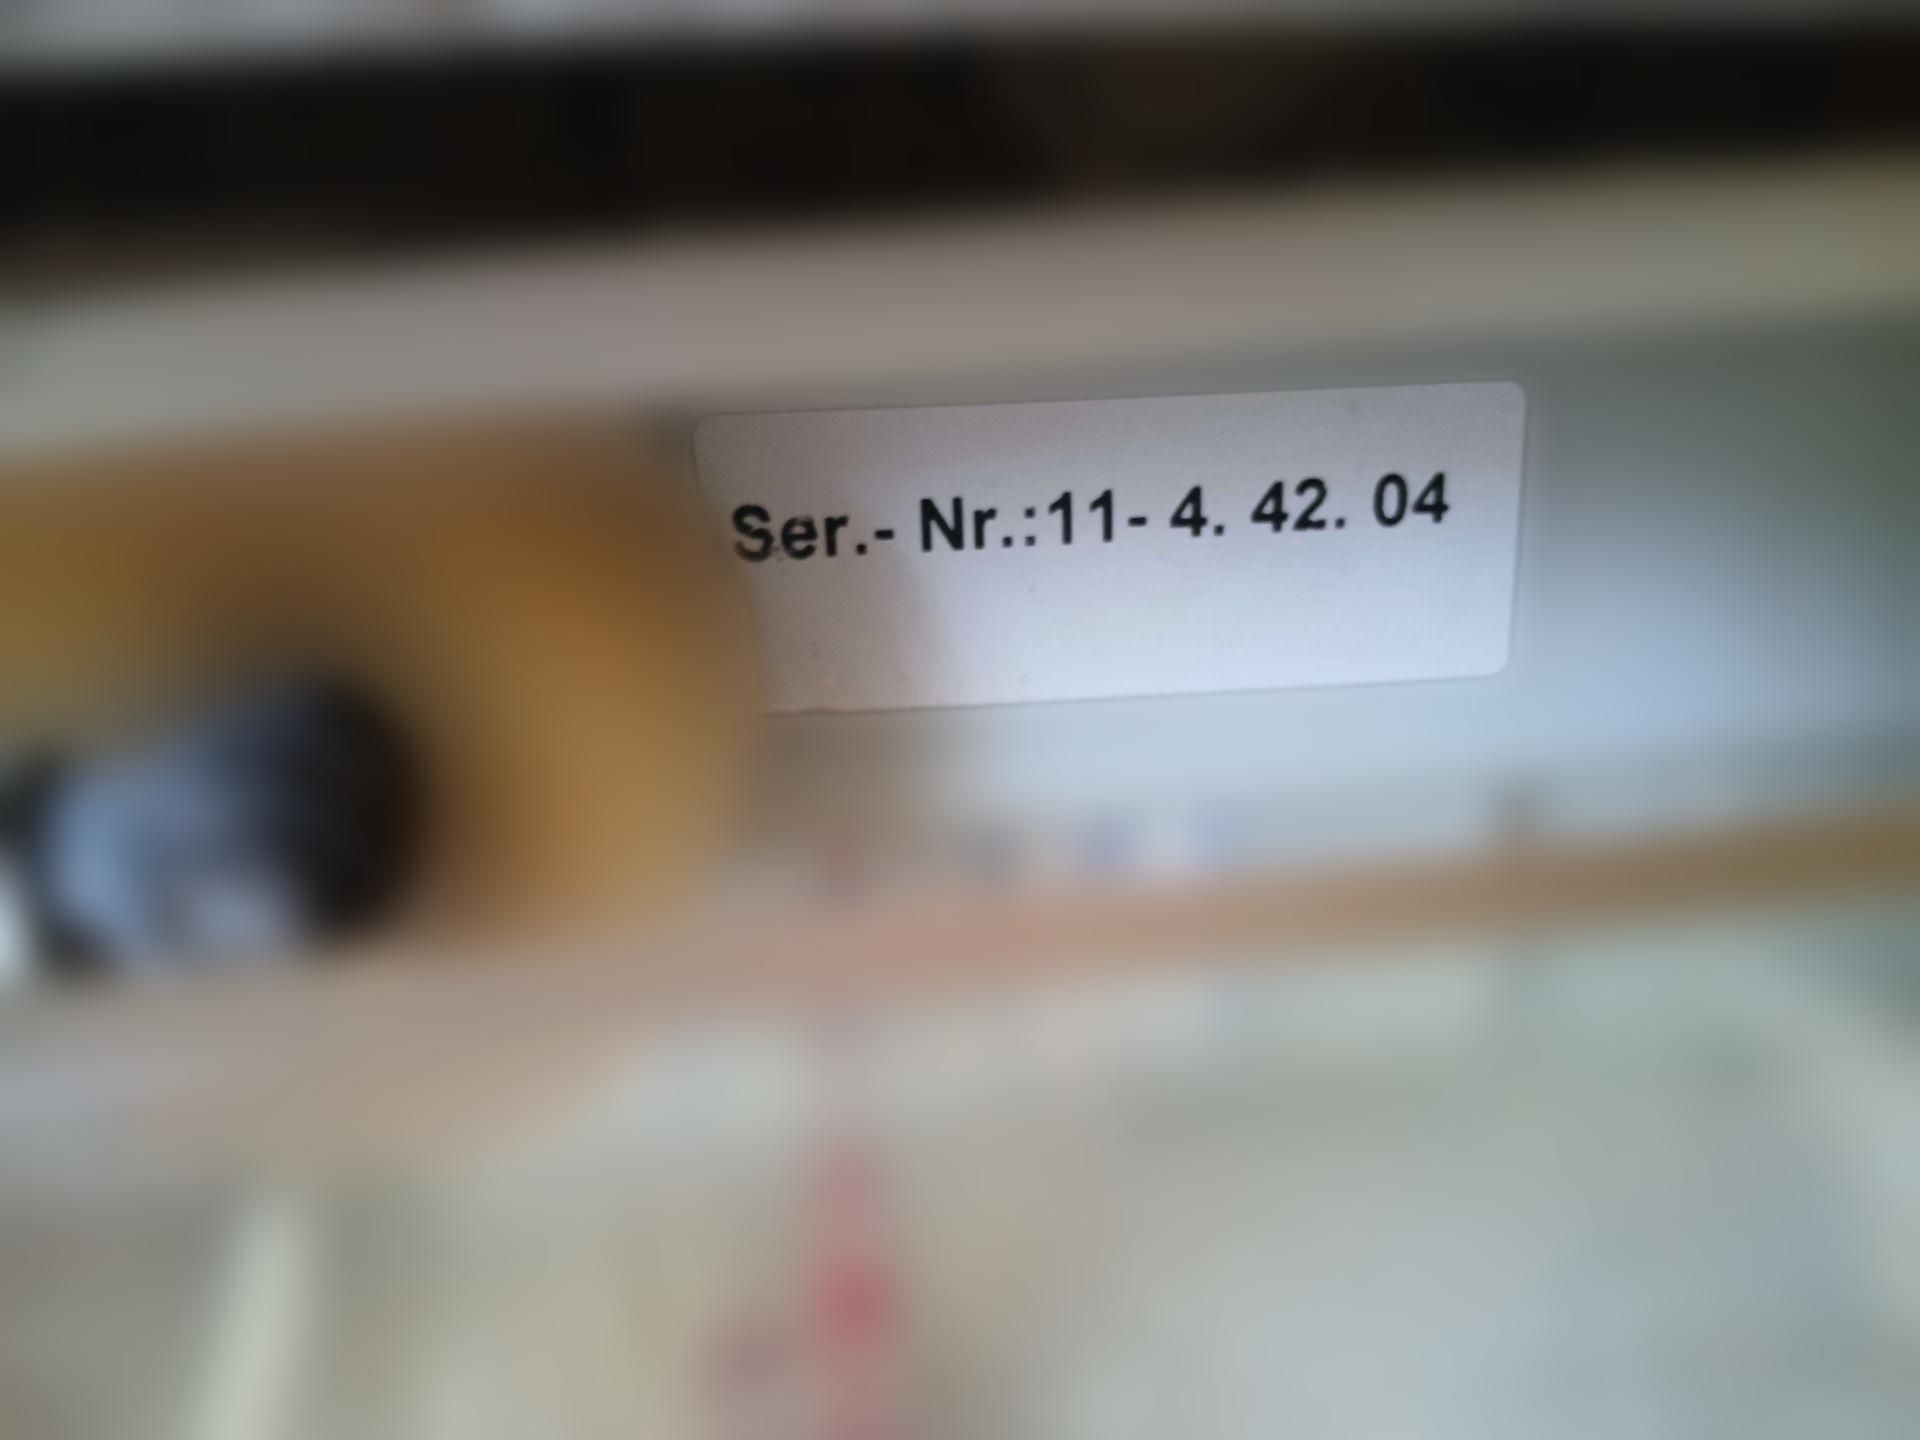 Ser.- Nr.:11- 4. 42. 04